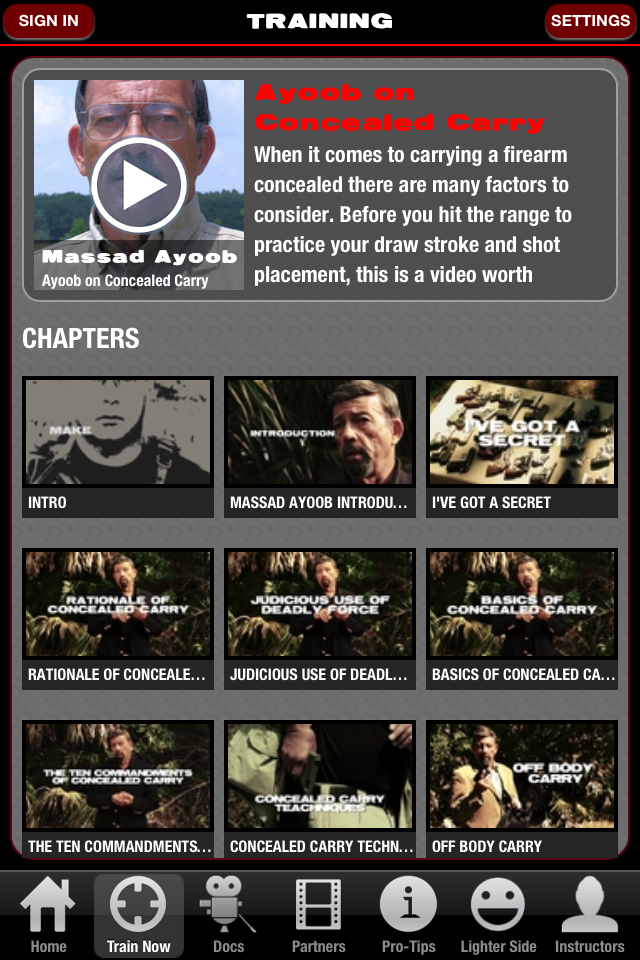 SIGN IN
TRAINING
SETTINGS
Ayoob on
Concealed Carry
When it comes to carrying a firearm
concealed there are many factors to
consider. Before you hit the range to
practice your draw stroke and shot
placement, this is a video worth
Massad Ayoob
Ayoob on Concealed Carry
CHAPTERS
MAKE
INTRODUCTION
I'VE GOT A
SECRET
INTRO
MASSAD AYOOB INTRODU...
I'VE GOT A SECRET
RATIONALE OF
CONCEALED CARRY
JUDICIOUS USE OF
DEADLY FORCE
BASICS OF
CONCEALED CARRY
RATIONALE OF CONCEALE...
JUDICIOUS USE OF DEADL...
BASICS OF CONCEALED CA...
THE TEN COMMANDMENTS
OF CONCEALED CARRY
CONCEALED CARRY
TEACHNIQUES
OFF BODY
CARRY
THE TEN COMMANDMENTS...
CONCEALED CARRY TECHN...
OFF BODY CARRY
Home
Train Now
Docs
Partners
Pro-Tips
Lighter Side
Instructors